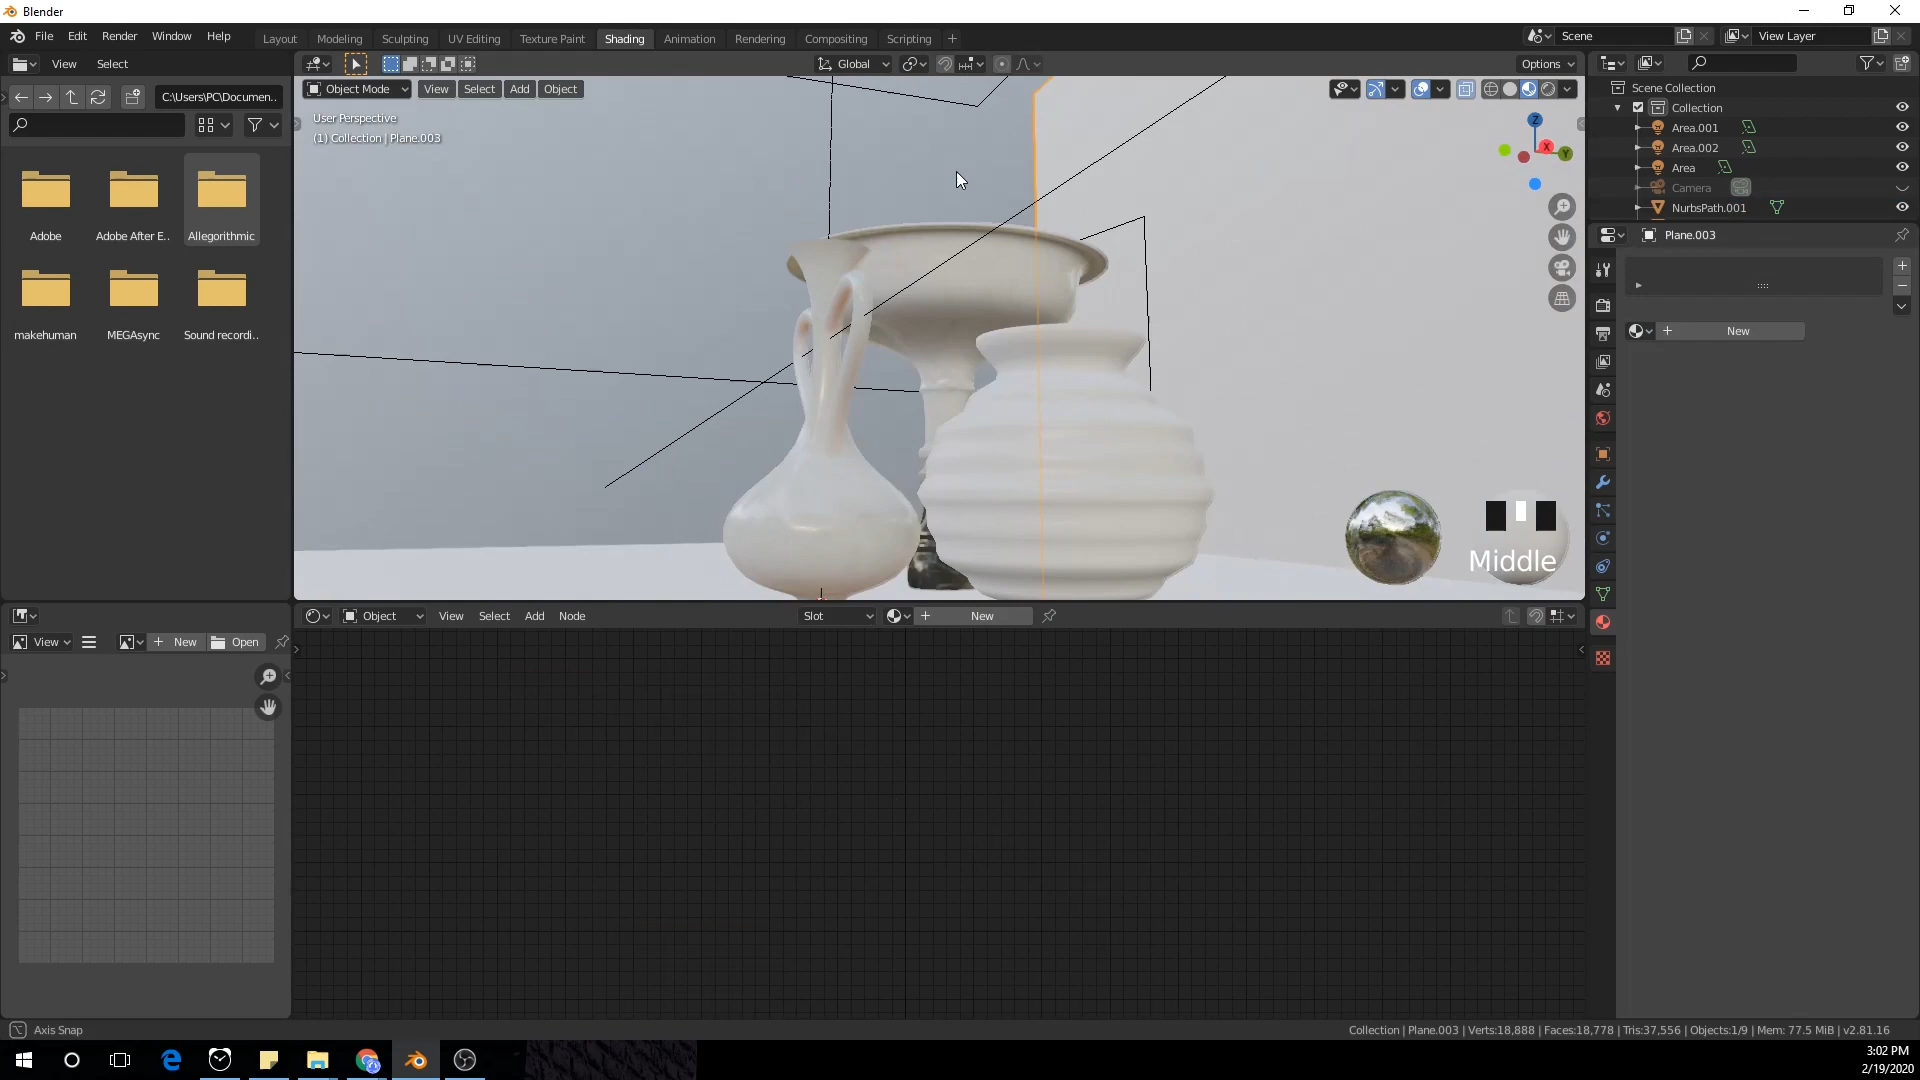 Blender
File Edit Render Window Help
Layout Modeling Sculpting UV Editing Texture Paint Shading Animation Rendering Compositing Scripting
Scene
View Layer
View Select
Global
Options
C:\Users\PC\Documen..
Object Mode View Select Add Object
User Perspective
(1) Collection | Plane.003
Adobe
Adobe After E..
Allegorithmic
makehuman
MEGAsync
Sound recordi..
Z
X
Y
Middle
Scene Collection
Collection
Area.001
Area.002
Area
Camera
NurbsPath.001
Plane.003
New
Object View Select Add Node
Slot
New
View
New
Open
Axis Snap
Collection | Plane.003 | Verts:18,888 | Faces:18,778 | Tris:37,556 | Objects:1/9 | Mem: 77.5 MiB | v2.81.16
3:02 PM
2/19/2020